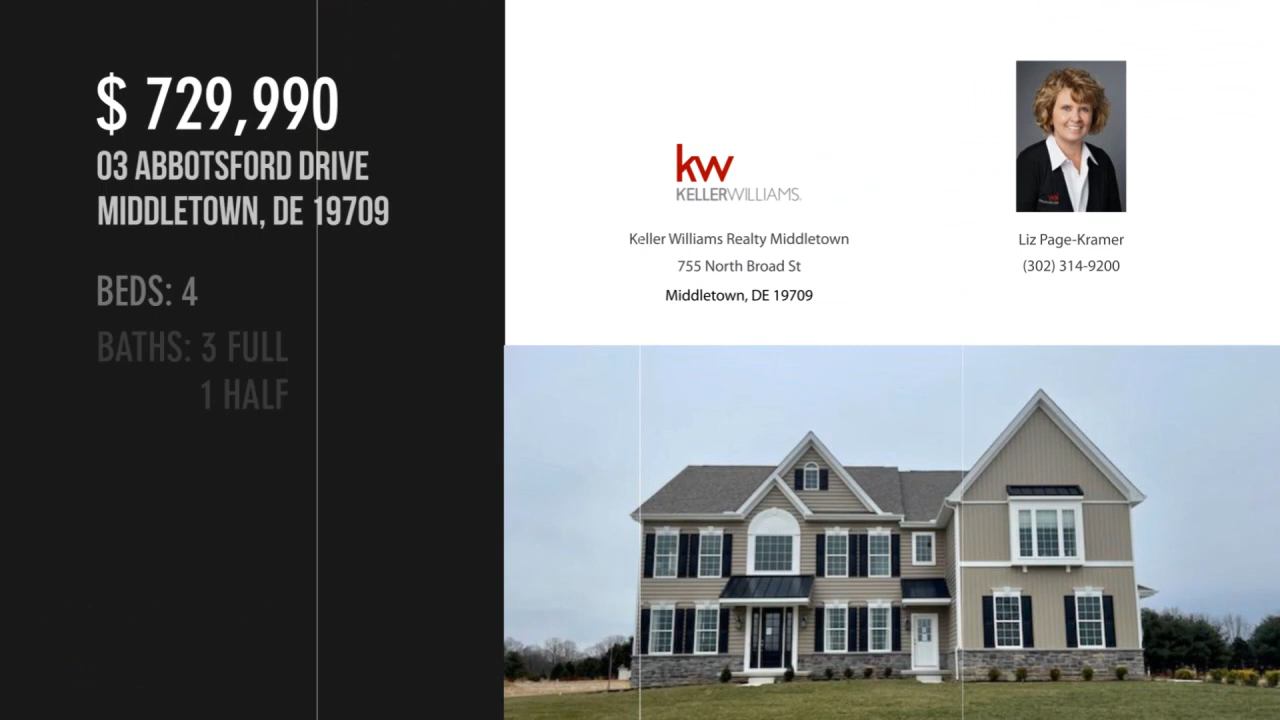 $ 729,990
03 ABBOTSFORD DRIVE
MIDDLETOWN, DE 19709
BEDS: 4
BATHS: 3 FULL
1 HALF
kw
KELLERWILLIAMS.
Keller Williams Realty Middletown
755 North Broad St
Middletown, DE 19709
Liz Page-Kramer
(302) 314-9200